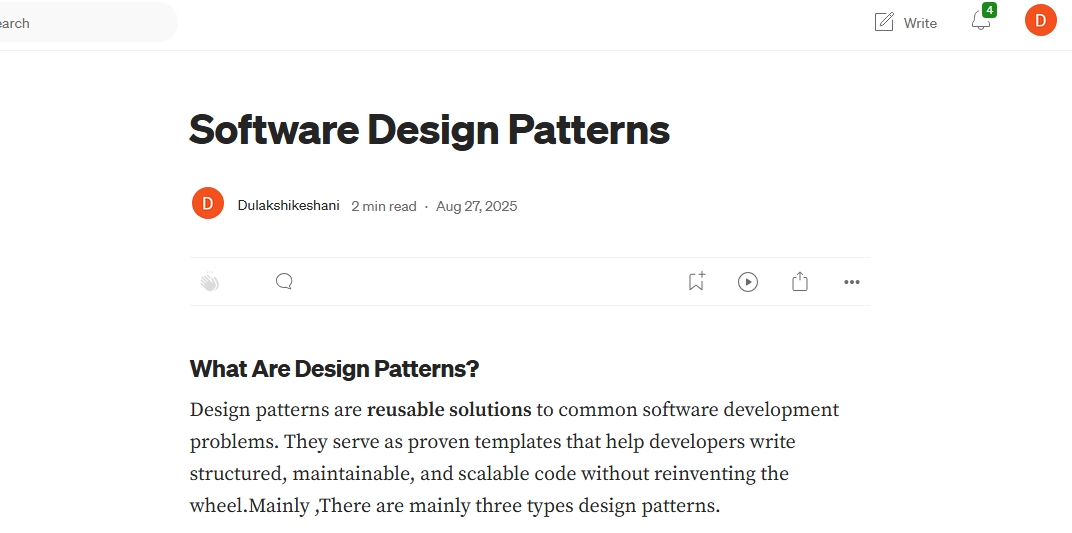 earch
Write
4
D
Software Design Patterns
D
Dulakshikeshani 2 min read · Aug 27, 2025
What Are Design Patterns?
Design patterns are reusable solutions to common software development
problems. They serve as proven templates that help developers write
structured, maintainable, and scalable code without reinventing the
wheel.Mainly ,There are mainly three types design patterns.